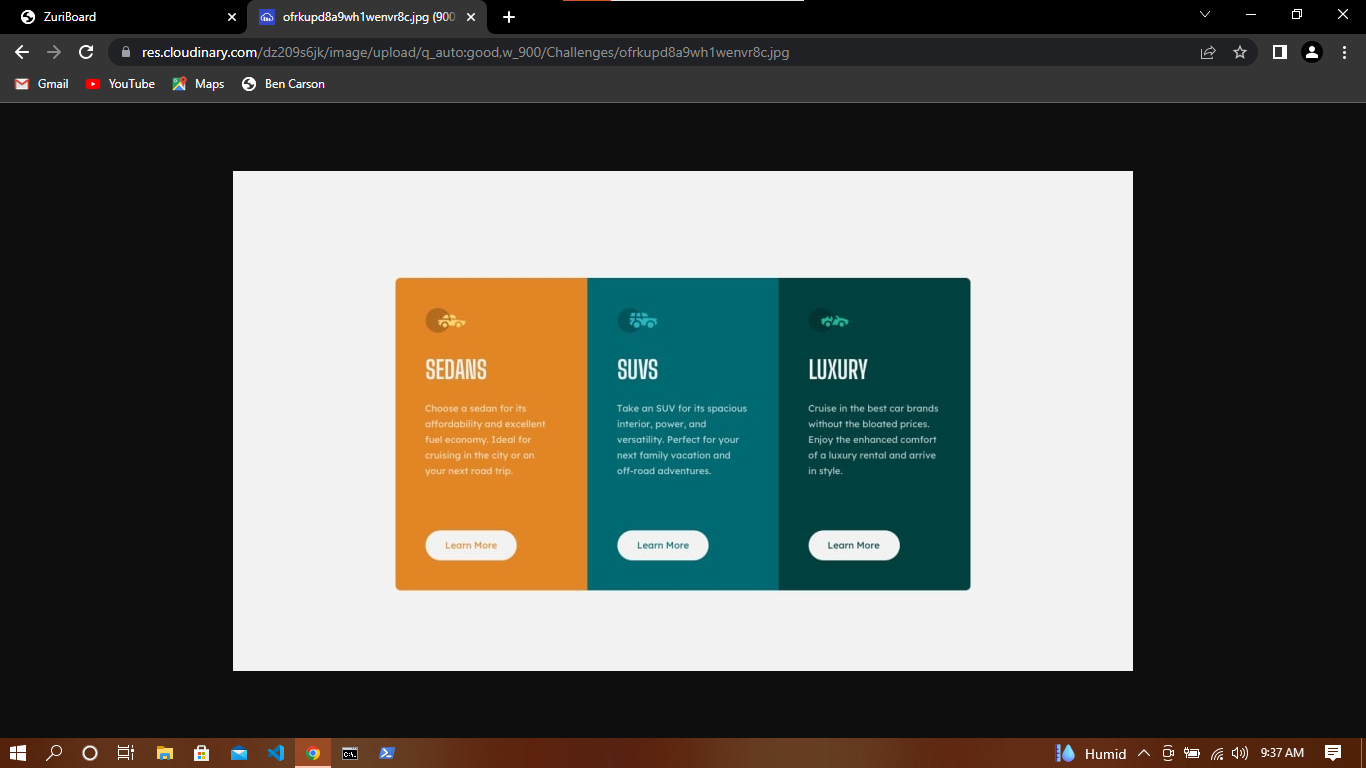 ZuriBoard
ofrkupd8a9wh1wenvr8c.jpg (900
res.cloudinary.com/dz209s6jk/image/upload/q_auto:good,w_900/Challenges/ofrkupd8a9wh1wenvr8c.jpg
Gmail
YouTube
Maps
Ben Carson
SEDANS
Choose a sedan for its
affordability and excellent
fuel economy. Ideal for
cruising in the city or on
your next road trip.
Learn More
SUVS
Take an SUV for its spacious
interior, power, and
versatility. Perfect for your
next family vacation and
off-road adventures.
Learn More
LUXURY
Cruise in the best car brands
without the bloated prices.
Enjoy the enhanced comfort
of a luxury rental and arrive
in style.
Learn More
Humid
9:37 AM